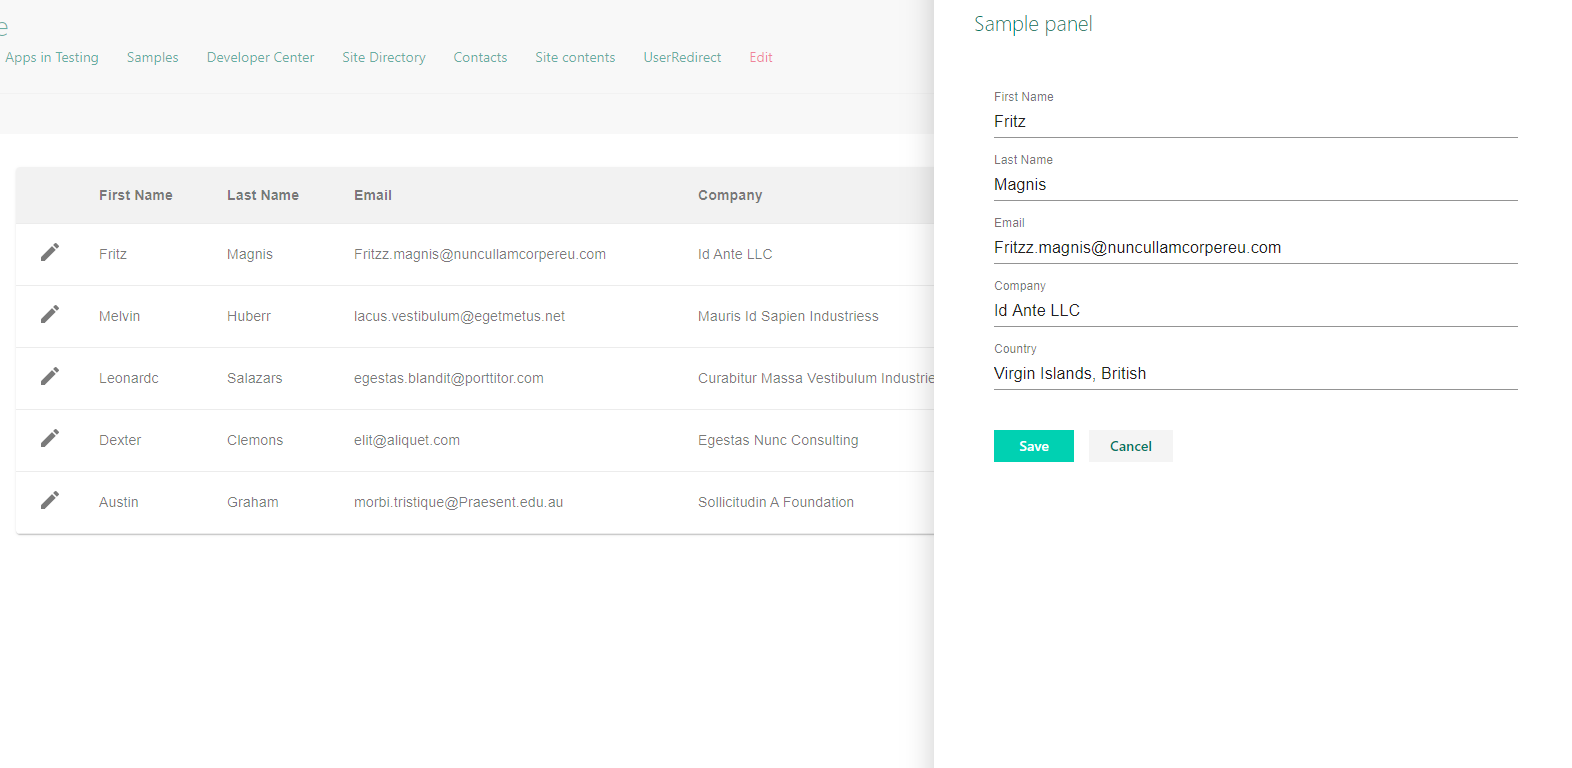 e
Apps in Testing Samples Developer Center Site Directory Contacts Site contents UserRedirect Edit
First Name Last Name Email Company
Fritz Magnis Fritzz.magnis@nuncullamcorpereu.com Id Ante LLC
Melvin Huberr lacus.vestibulum@egetmetus.net Mauris Id Sapien Industriess
Leonardc Salazars egestas.blandit@porttitor.com Curabitur Massa Vestibulum Industrie
Dexter Clemons elit@aliquet.com Egestas Nunc Consulting
Austin Graham morbi.tristique@Praesent.edu.au Sollicitudin A Foundation
Sample panel
First Name
Fritz
Last Name
Magnis
Email
Fritzz.magnis@nuncullamcorpereu.com
Company
Id Ante LLC
Country
Virgin Islands, British
Save Cancel